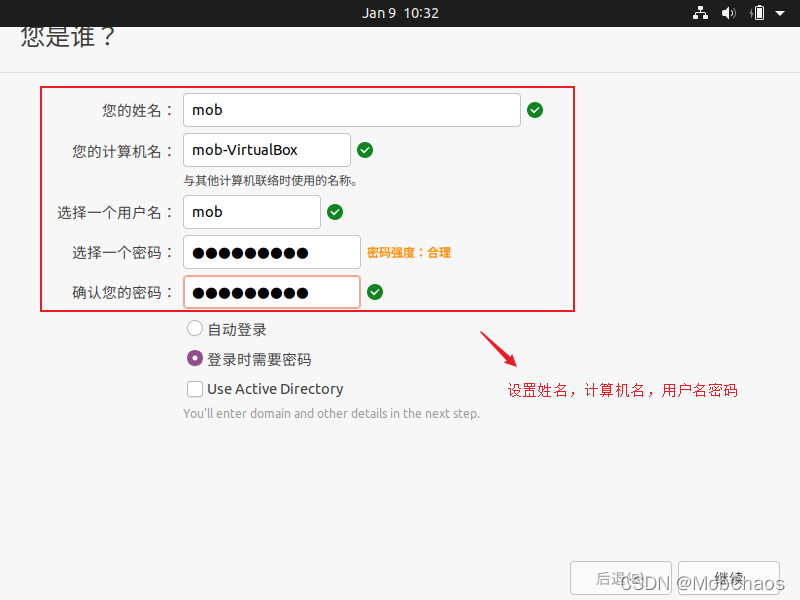 Jan 9 10:32
您是谁？
您的姓名： mob
您的计算机名： mob-VirtualBox
与其他计算机联络时使用的名称。
选择一个用户名： mob
选择一个密码： ●●●●●●●●● 密码强度：合理
确认您的密码： ●●●●●●●●●
自动登录
登录时需要密码
Use Active Directory
You'll enter domain and other details in the next step.
设置姓名，计算机名，用户名密码
后退(B) 继续
CSDN @MobChaos